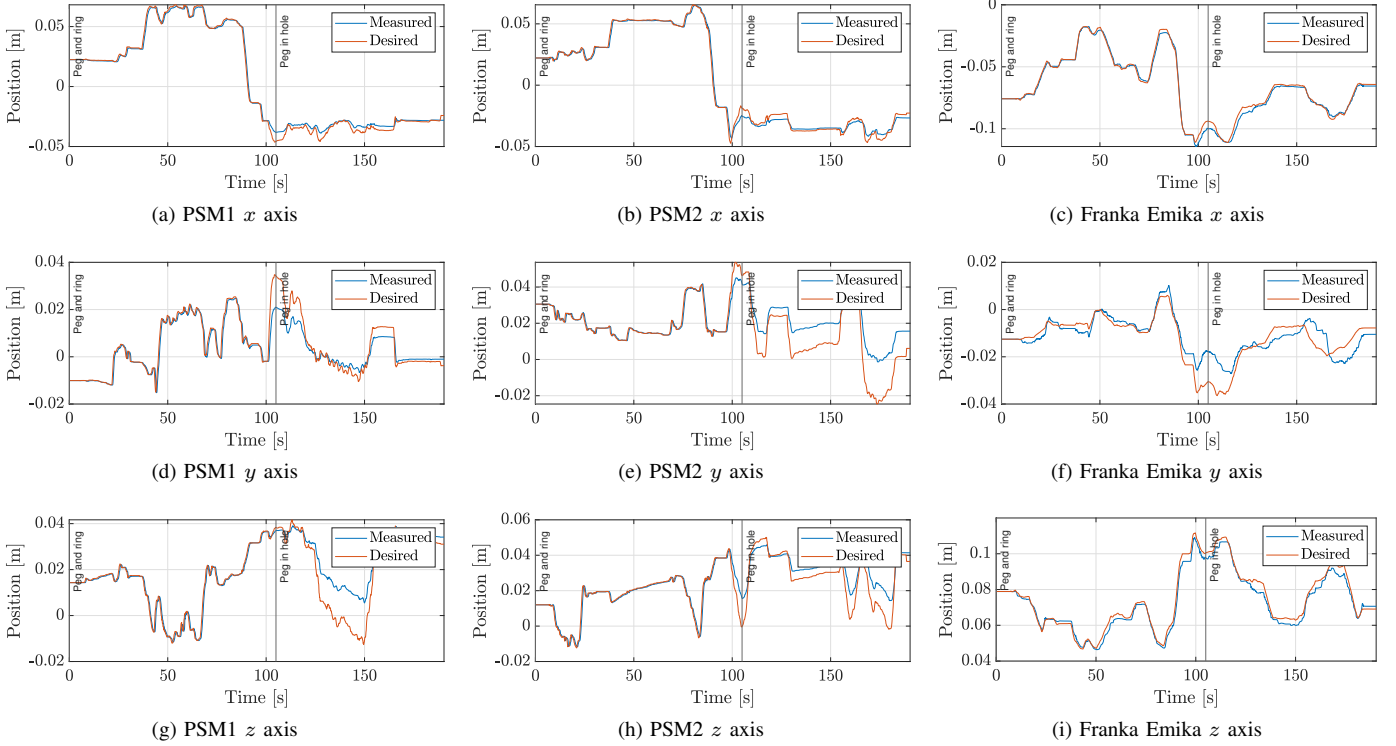 0.05
0
-0.05
Position [m]
Peg and ring
Peg in hole
Measured
Desired
0
50
100
150
Time [s]
(a) PSM1 x axis
0.05
0
-0.05
Position [m]
Peg and ring
Peg in hole
Measured
Desired
0
50
100
150
Time [s]
(b) PSM2 x axis
0
-0.05
-0.1
Position [m]
Peg and ring
Peg in hole
Measured
Desired
0
50
100
150
Time [s]
(c) Franka Emika x axis
0.04
0.02
0
-0.02
Position [m]
Peg and ring
Peg in hole
Measured
Desired
0
50
100
150
Time [s]
(d) PSM1 y axis
0.04
0.02
0
-0.02
Position [m]
Peg and ring
Peg in hole
Measured
Desired
0
50
100
150
Time [s]
(e) PSM2 y axis
0.02
0
-0.02
-0.04
Position [m]
Peg and ring
Peg in hole
Measured
Desired
0
50
100
150
Time [s]
(f) Franka Emika y axis
0.04
0.02
0
-0.02
Position [m]
Peg and ring
Peg in hole
Measured
Desired
0
50
100
150
Time [s]
(g) PSM1 z axis
0.06
0.04
0.02
0
-0.02
Position [m]
Peg and ring
Peg in hole
Measured
Desired
0
50
100
150
Time [s]
(h) PSM2 z axis
0.1
0.08
0.06
0.04
Position [m]
Peg and ring
Peg in hole
Measured
Desired
0
50
100
150
Time [s]
(i) Franka Emika z axis